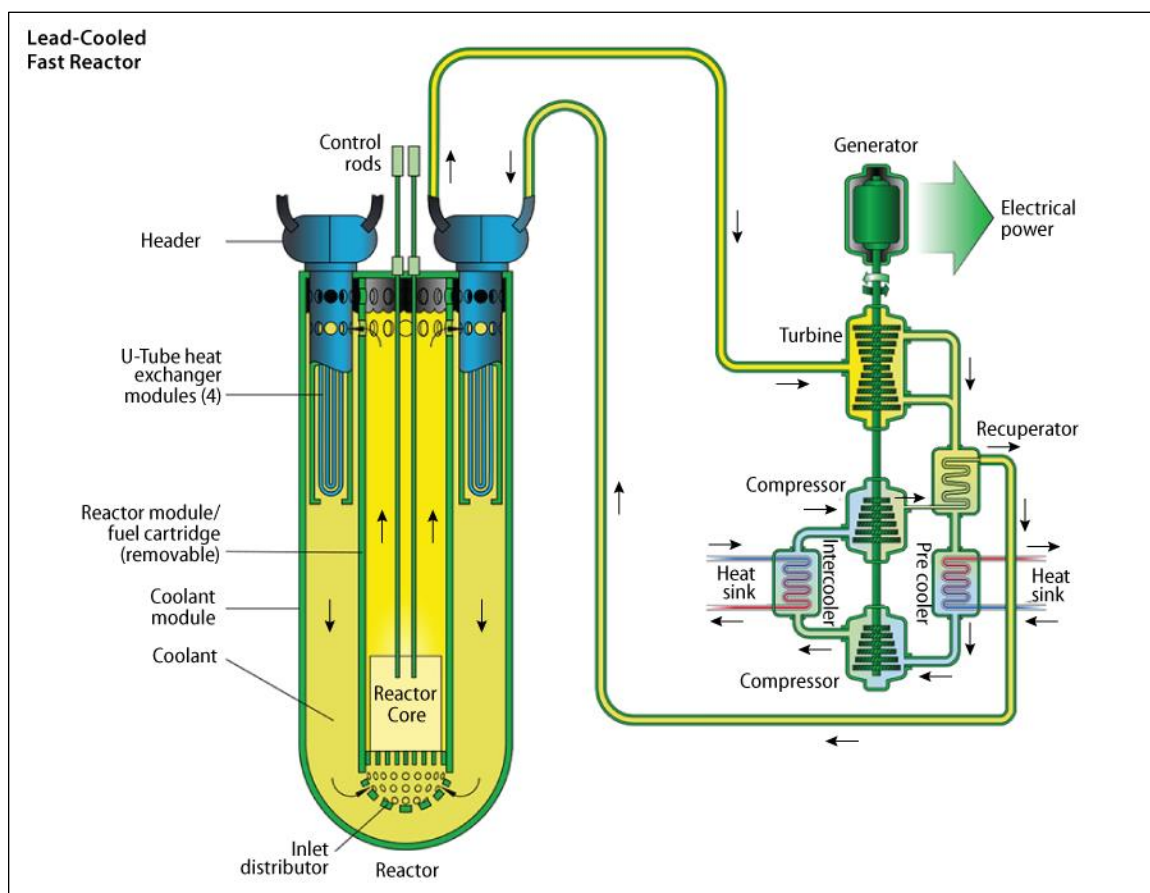 Lead-Cooled
Fast Reactor
Control
rods
Generator
Header
Electrical
power
U-Tube heat
exchanger
modules (4)
Turbine
Recuperator
Compressor
Reactor module/
fuel cartridge
(removable)
Heat
sink
Intercooler
Pre cooler
Heat
sink
Coolant
module
Coolant
Compressor
Reactor
Core
Inlet
distributor
Reactor